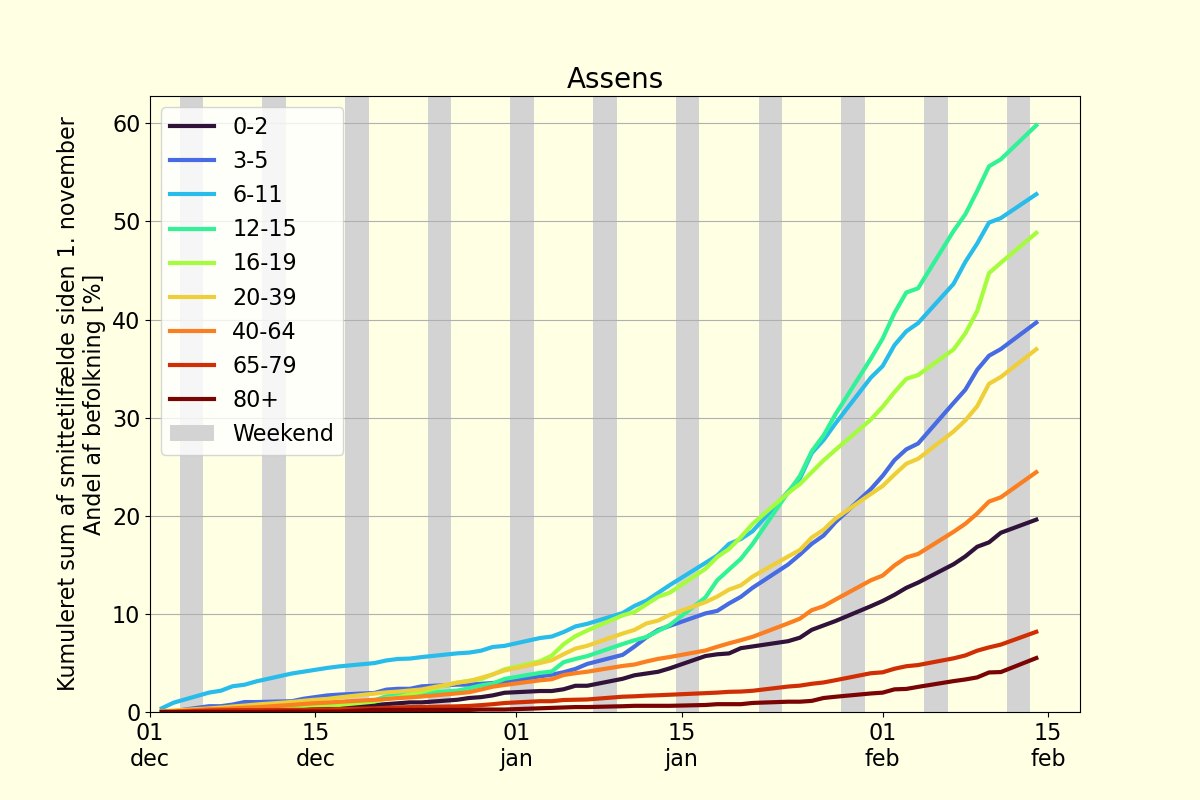 Assens
Kumuleret sum af smittetilfælde siden 1. november
Andel af befolkning [%]
60
50
40
30
20
10
0
0-2
3-5
6-11
12-15
16-19
20-39
40-64
65-79
80+
Weekend
01
dec
15
dec
01
jan
15
jan
01
feb
15
feb